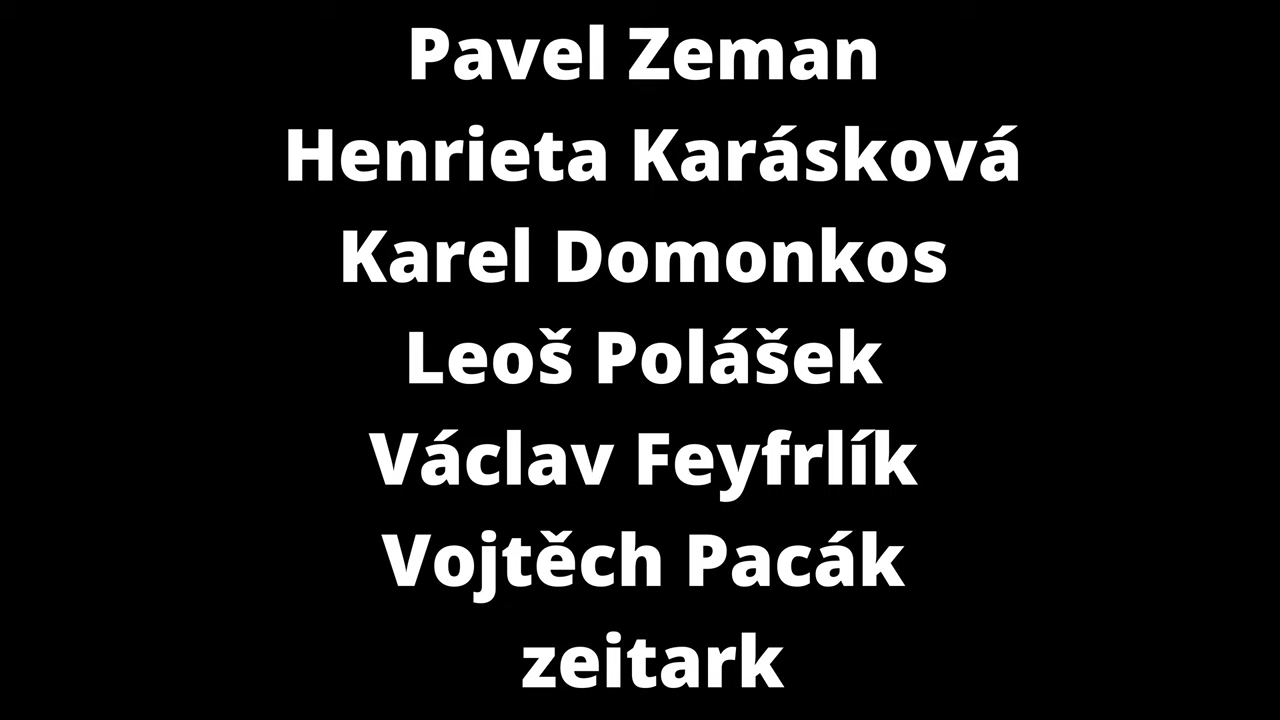 Pavel Zeman
Henrieta Karásková
Karel Domonkos
Leoš Polášek
Václav Feyfrlík
Vojtěch Pacák
zeitark